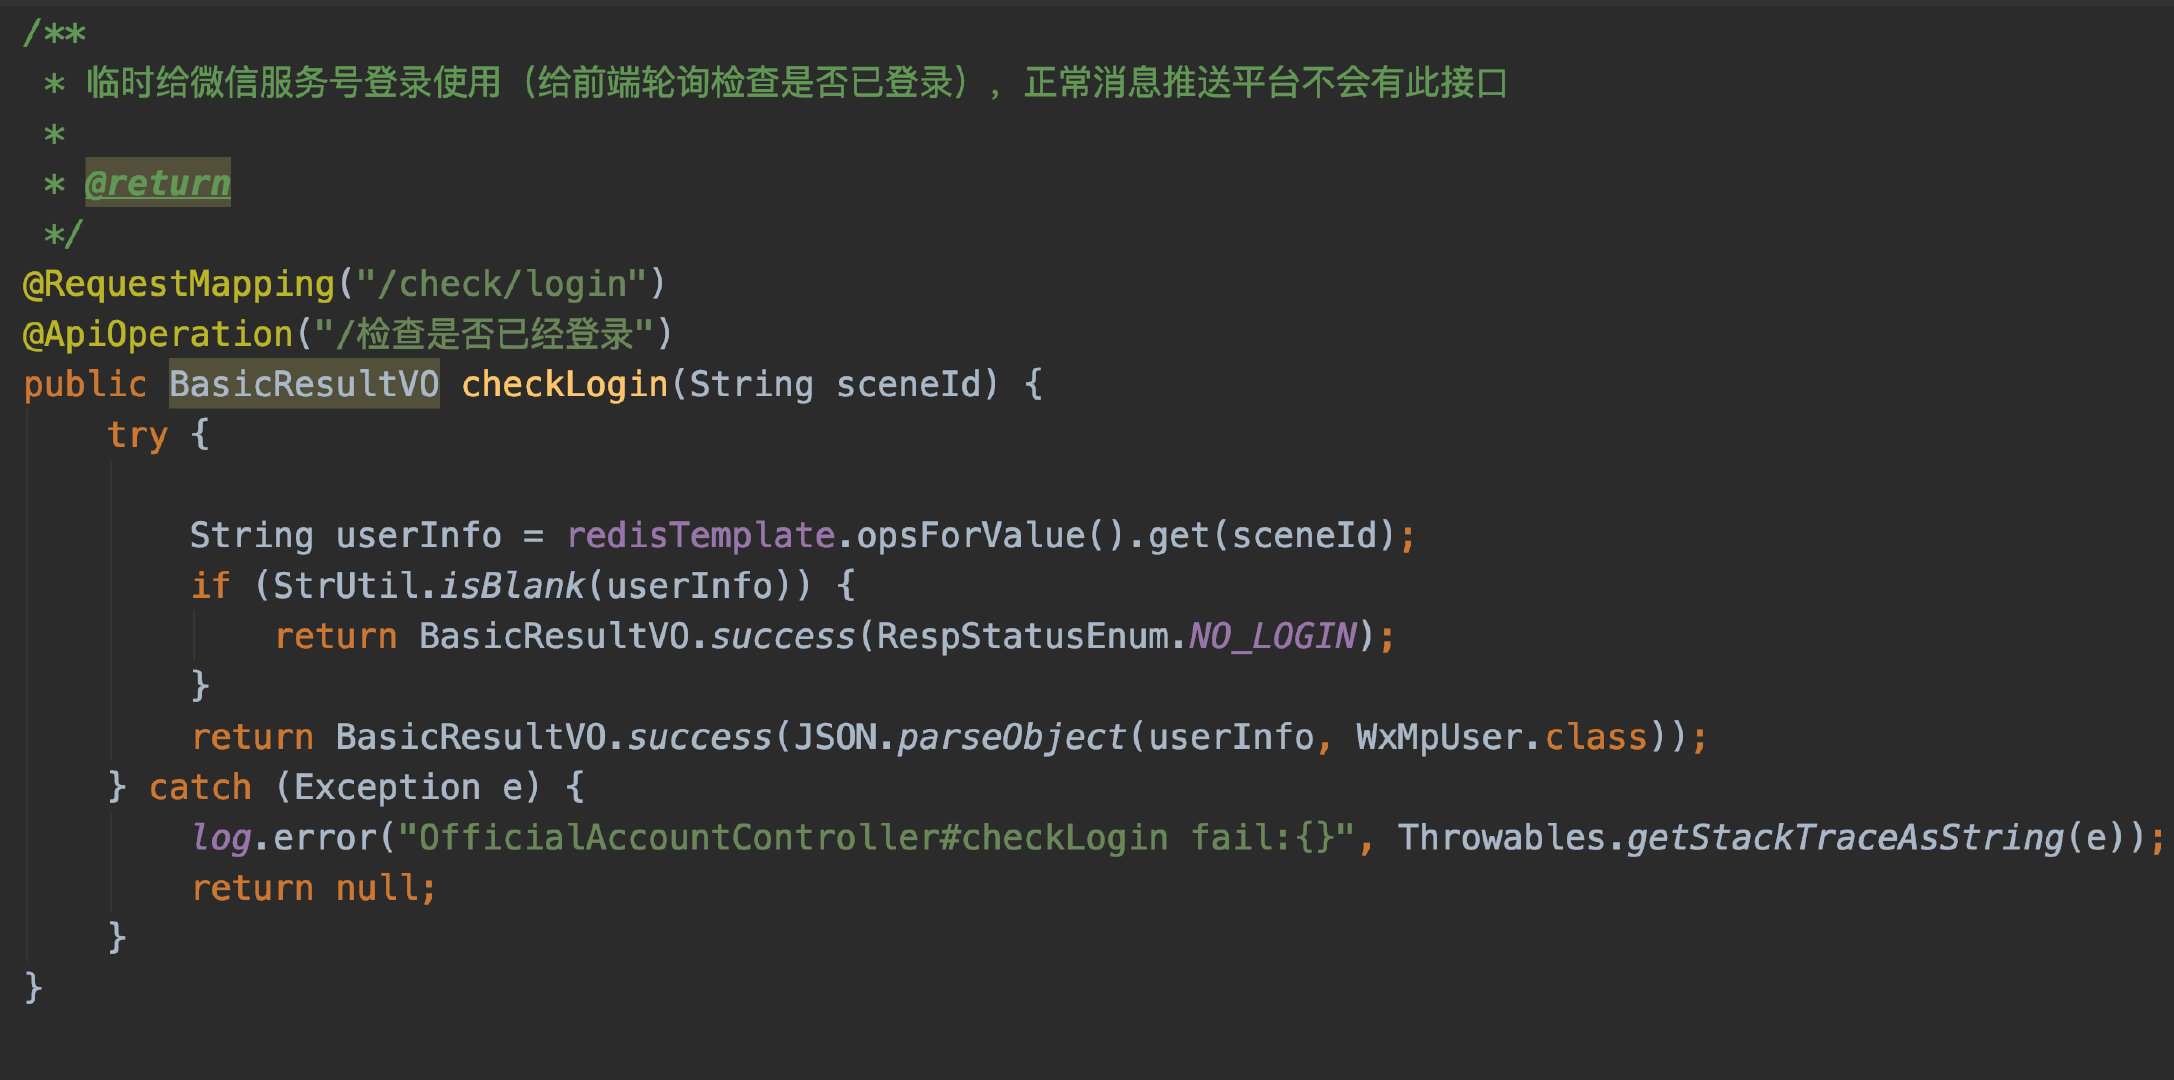 /**
 * 临时给微信服务号登录使用（给前端轮询检查是否已登录），正常消息推送平台不会有此接口
 *
 * @return
 */
@RequestMapping("/check/login")
@ApiOperation("/检查是否已经登录")
public BasicResultVO checkLogin(String sceneId) {
    try {

        String userInfo = redisTemplate.opsForValue().get(sceneId);
        if (StrUtil.isBlank(userInfo)) {
            return BasicResultVO.success(RespStatusEnum.NO_LOGIN);
        }
        return BasicResultVO.success(JSON.parseObject(userInfo, WxMpUser.class));
    } catch (Exception e) {
        log.error("OfficialAccountController#checkLogin fail:{}", Throwables.getStackTraceAsString(e));
        return null;
    }
}